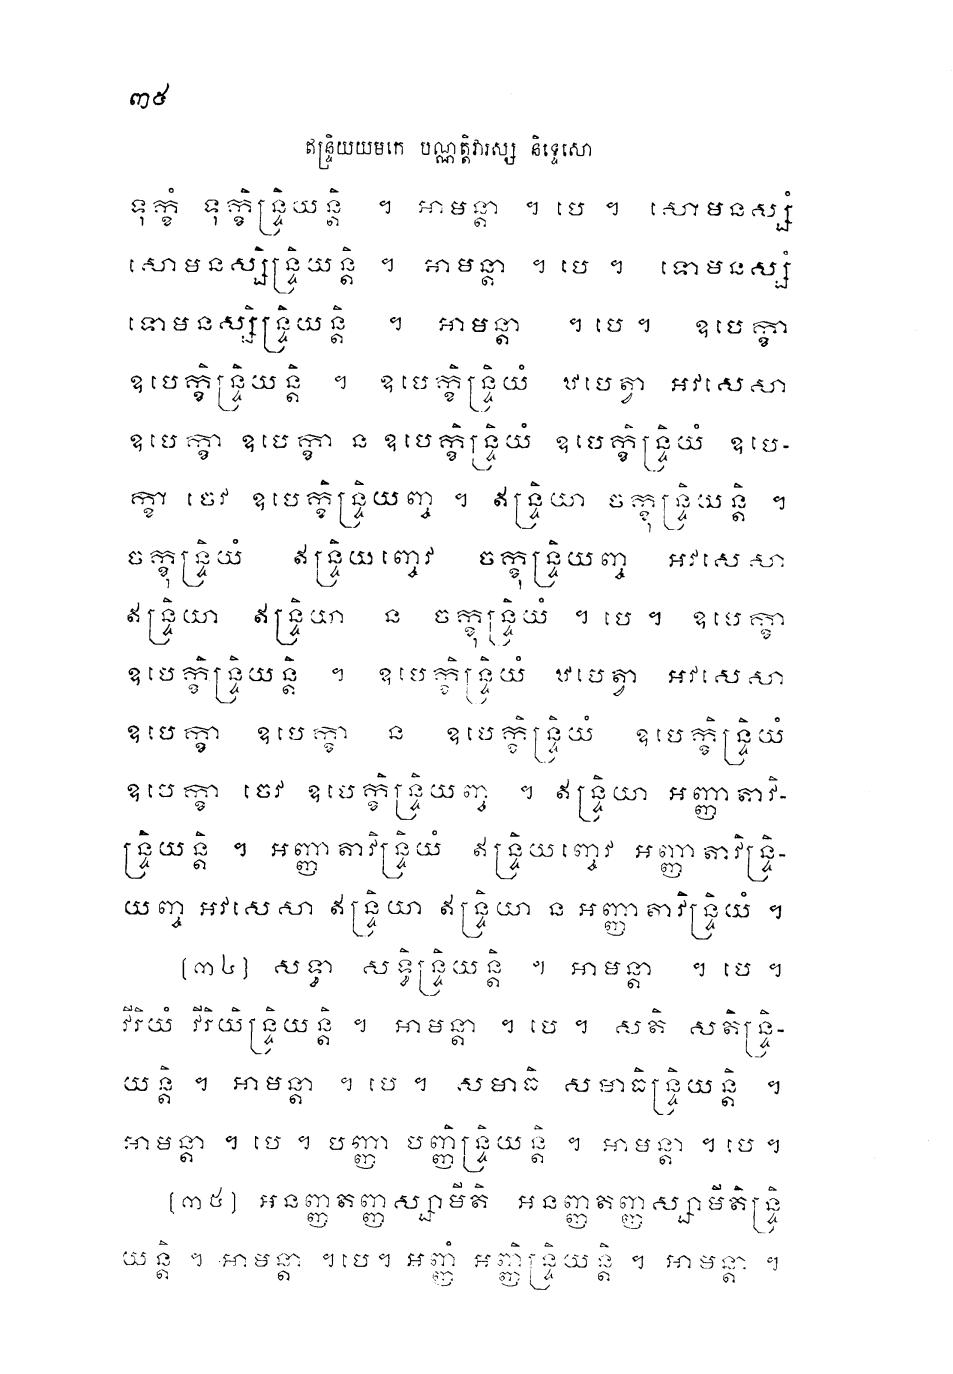 ៣៥
ឥន្ទ្រិយយមកេ បណ្ណត្តិវារស្ស និទ្ទេសោ
ទុក្ខំ ទុក្ខិន្ទ្រិយន្តិ ។ អាមន្តា ។ បេ ។ សោមនស្សំ
សោមនស្សិន្ទ្រិយន្តិ ។ អាមន្តា ។ បេ ។ ទោមនស្សំ
ទោមនស្សិន្ទ្រិយន្តិ ។ អាមន្តា ។ បេ ។ ឧបេក្ខា
ឧបេក្ខិន្ទ្រិយន្តិ ។ ឧបេក្ខិន្ទ្រិយំ ឋបេត្វា អវសេសា
ឧបេក្ខា ឧបេក្ខា ន ឧបេក្ខិន្ទ្រិយំ ឧបេក្ខិន្ទ្រិយំ ឧបេ-
ក្ខា ចេវ ឧបេក្ខិន្ទ្រិយញ្ច ។ ឥន្ទ្រិយា ចក្ខុន្ទ្រិយន្តិ ។
ចក្ខុន្ទ្រិយំ ឥន្ទ្រិយញ្ចេវ ចក្ខុន្ទ្រិយញ្ច អវសេសា
ឥន្ទ្រិយា ឥន្ទ្រិយា ន ចក្ខុន្ទ្រិយំ ។ បេ ។ ឧបេក្ខា
ឧបេក្ខិន្ទ្រិយន្តិ ។ ឧបេក្ខិន្ទ្រិយំ ឋបេត្វា អវសេសា
ឧបេក្ខា ឧបេក្ខា ន ឧបេក្ខិន្ទ្រិយំ ឧបេក្ខិន្ទ្រិយំ
ឧបេក្ខា ចេវ ឧបេក្ខិន្ទ្រិយញ្ច ។ ឥន្ទ្រិយា អញ្ញាតាវិ-
ន្ទ្រិយន្តិ ។ អញ្ញាតាវិន្ទ្រិយំ ឥន្ទ្រិយញ្ចេវ អញ្ញាតាវិន្ទ្រិ-
យញ្ច អវសេសា ឥន្ទ្រិយា ឥន្ទ្រិយា ន អញ្ញាតាវិន្ទ្រិយំ ។
[៣៤] សទ្ធា សទ្ធិន្ទ្រិយន្តិ ។ អាមន្តា ។ បេ ។
វីរិយំ វីរិយិន្ទ្រិយន្តិ ។ អាមន្តា ។ បេ ។ សតិ សតិន្ទ្រិ-
យន្តិ ។ អាមន្តា ។ បេ ។ សមាធិ សមាធិន្ទ្រិយន្តិ ។
អាមន្តា ។ បេ ។ បញ្ញា បញ្ញិន្ទ្រិយន្តិ ។ អាមន្តា ។ បេ ។
[៣៥] អនញ្ញតញ្ញស្សាមីតិ អនញ្ញតញ្ញស្សាមីតិន្ទ្រិ
យន្តិ ។ អាមន្តា ។ បេ ។ អញ្ញំ អញ្ញិន្ទ្រិយន្តិ ។ អាមន្តា ។